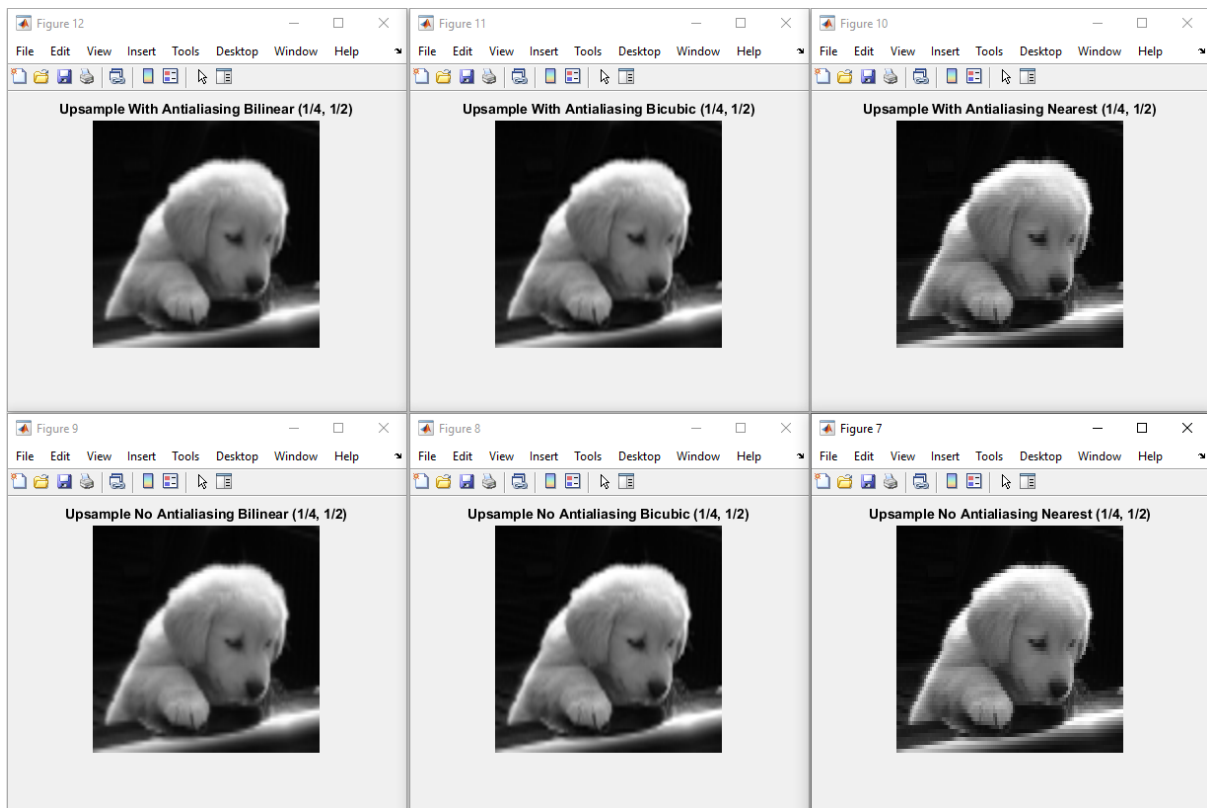 Figure 12
File Edit View Insert Tools Desktop Window Help
Upsample With Antialiasing Bilinear (1/4, 1/2)
Figure 11
File Edit View Insert Tools Desktop Window Help
Upsample With Antialiasing Bicubic (1/4, 1/2)
Figure 10
File Edit View Insert Tools Desktop Window Help
Upsample With Antialiasing Nearest (1/4, 1/2)
Figure 9
File Edit View Insert Tools Desktop Window Help
Upsample No Antialiasing Bilinear (1/4, 1/2)
Figure 8
File Edit View Insert Tools Desktop Window Help
Upsample No Antialiasing Bicubic (1/4, 1/2)
Figure 7
File Edit View Insert Tools Desktop Window Help
Upsample No Antialiasing Nearest (1/4, 1/2)